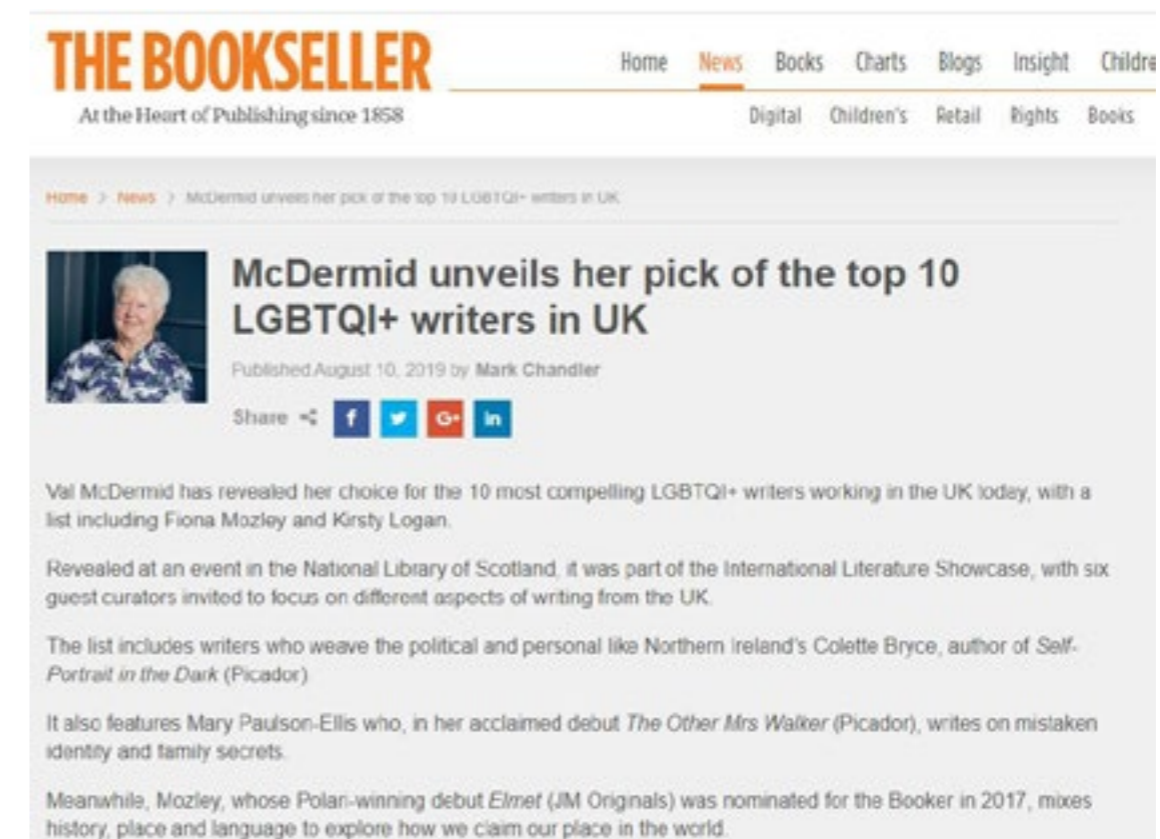 THE BOOKSELLER
At the Heart of Publishing since 1858
Home News Books Charts Blogs Insight Childre
Digital Children's Retail Rights Books
Home > News > McDermid unveils her pick of the top 10 LGBTQI+ writers in UK
McDermid unveils her pick of the top 10
LGBTQI+ writers in UK
Published August 10, 2019 by Mark Chandler
Share f G+ in
Val McDermid has revealed her choice for the 10 most compelling LGBTQI+ writers working in the UK today, with a
list including Fiona Mozley and Kirsty Logan.
Revealed at an event in the National Library of Scotland, it was part of the International Literature Showcase, with six
guest curators invited to focus on different aspects of writing from the UK.
The list includes writers who weave the political and personal like Northern Ireland's Colette Bryce, author of Self-
Portrait in the Dark (Picador)
It also features Mary Paulson-Ellis who, in her acclaimed debut The Other Mrs Walker (Picador), writes on mistaken
identity and family secrets.
Meanwhile, Mozley, whose Polari-winning debut Elmet (JM Originals) was nominated for the Booker in 2017, mixes
history, place and language to explore how we claim our place in the world.